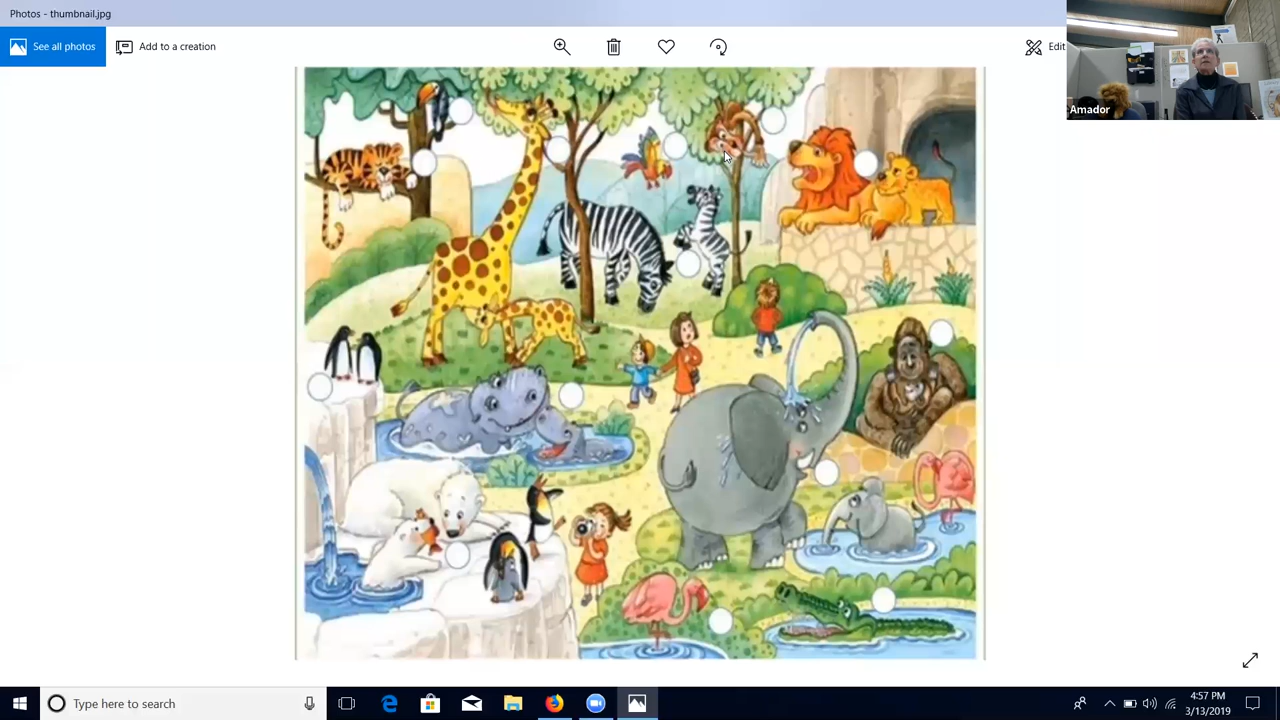 Photos - thumbnail.jpg
See all photos
Add to a creation
Edit
Amador
Type here to search
4:57 PM
3/13/2019